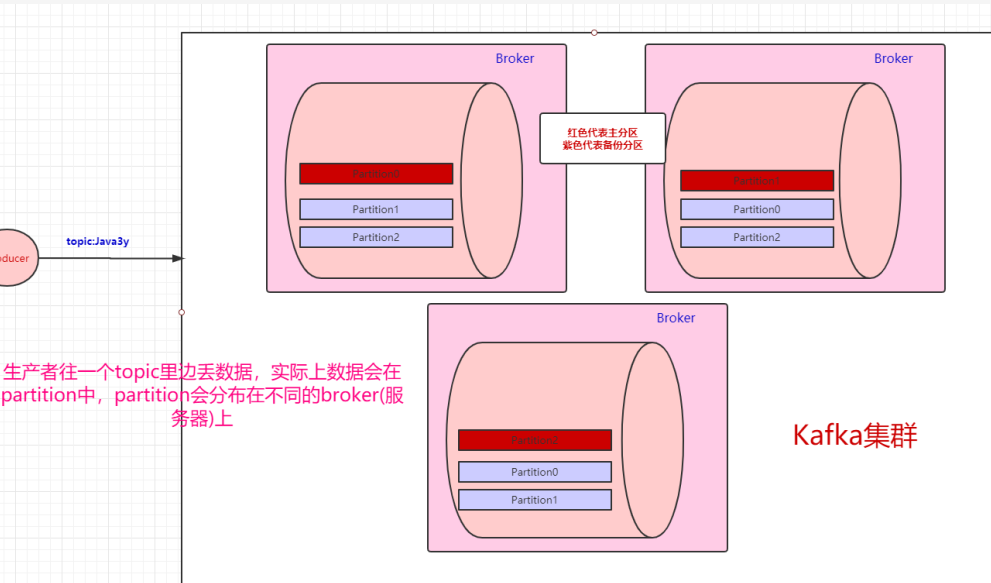 Broker
Broker
红色代表主分区
紫色代表备份分区
Partition0
Partition1
Partition2
Partition1
Partition0
Partition2
topic:Java3y
oducer
Broker
生产者往一个topic里边丢数据，实际上数据会在
partition中，partition会分布在不同的broker(服
务器)上
Partition2
Partition0
Partition1
Kafka集群